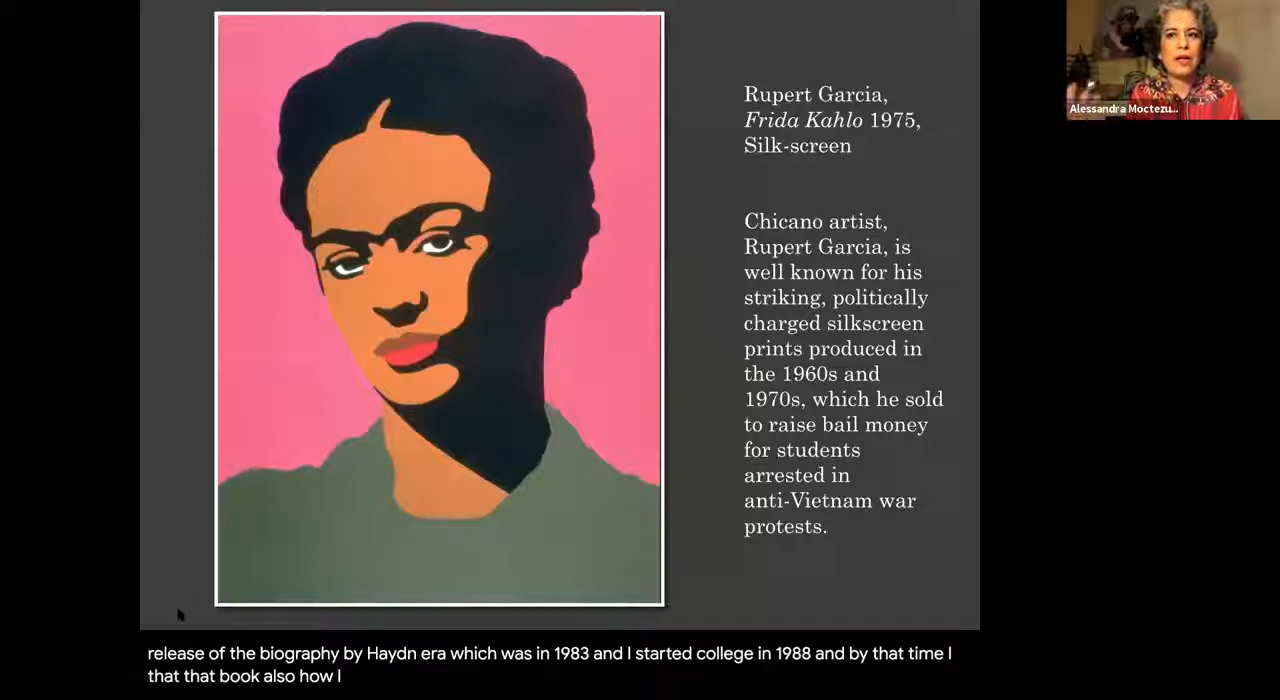 Rupert Garcia,
Frida Kahlo 1975,
Silk-screen
Chicano artist,
Rupert Garcia, is
well known for his
striking, politically
charged silkscreen
prints produced in
the 1960s and
1970s, which he sold
to raise bail money
for students
arrested in
anti-Vietnam war
protests.
Alessandra Moctezu...
release of the biography by Haydn era which was in 1983 and I started college in 1988 and by that time I
that that book also how I